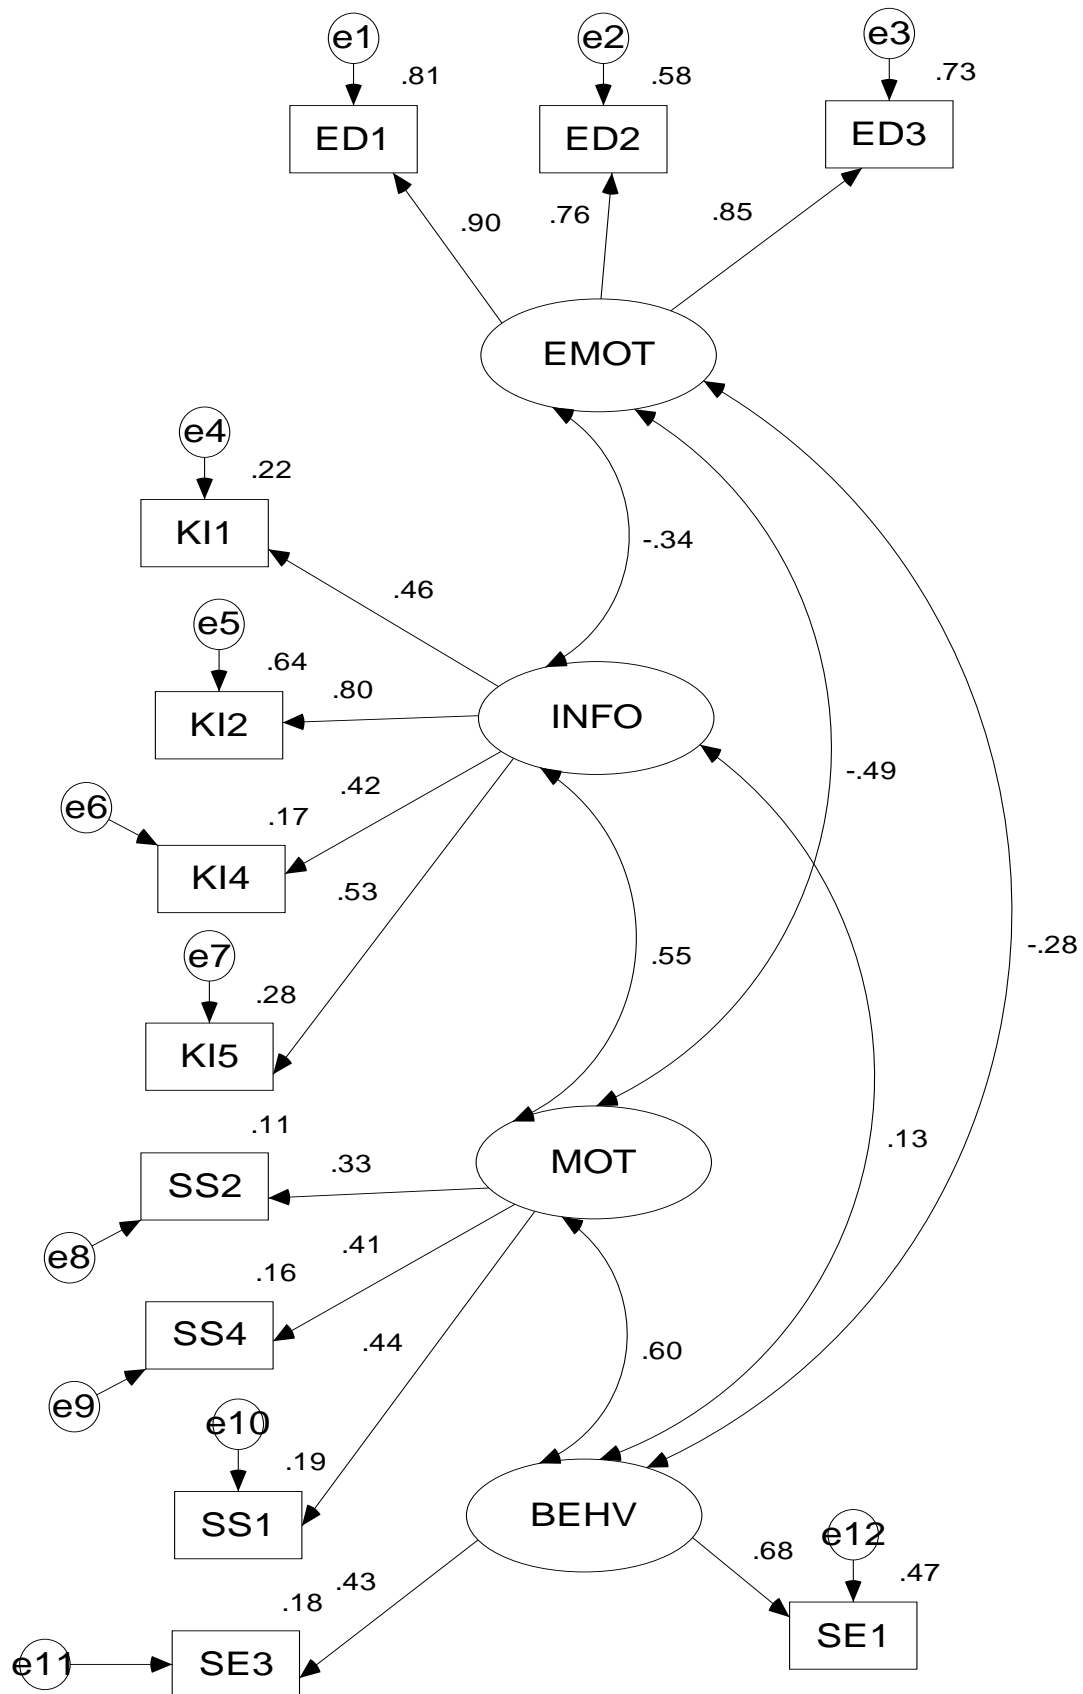 e1
e2
e3
.81
.58
.73
ED1
ED2
ED3
.90
.76
.85
EMOT
e4
.22
KI1
-.34
.46
e5
.64
.80
KI2
INFO
-.49
e6
.42
.17
KI4
.53
e7
.28
.55
-.28
KI5
.11
.13
MOT
.33
SS2
e8
.41
.16
SS4
.44
.60
e9
e10
.19
SS1
BEHV
e12
.68
.47
.43
.18
SE1
e11
SE3